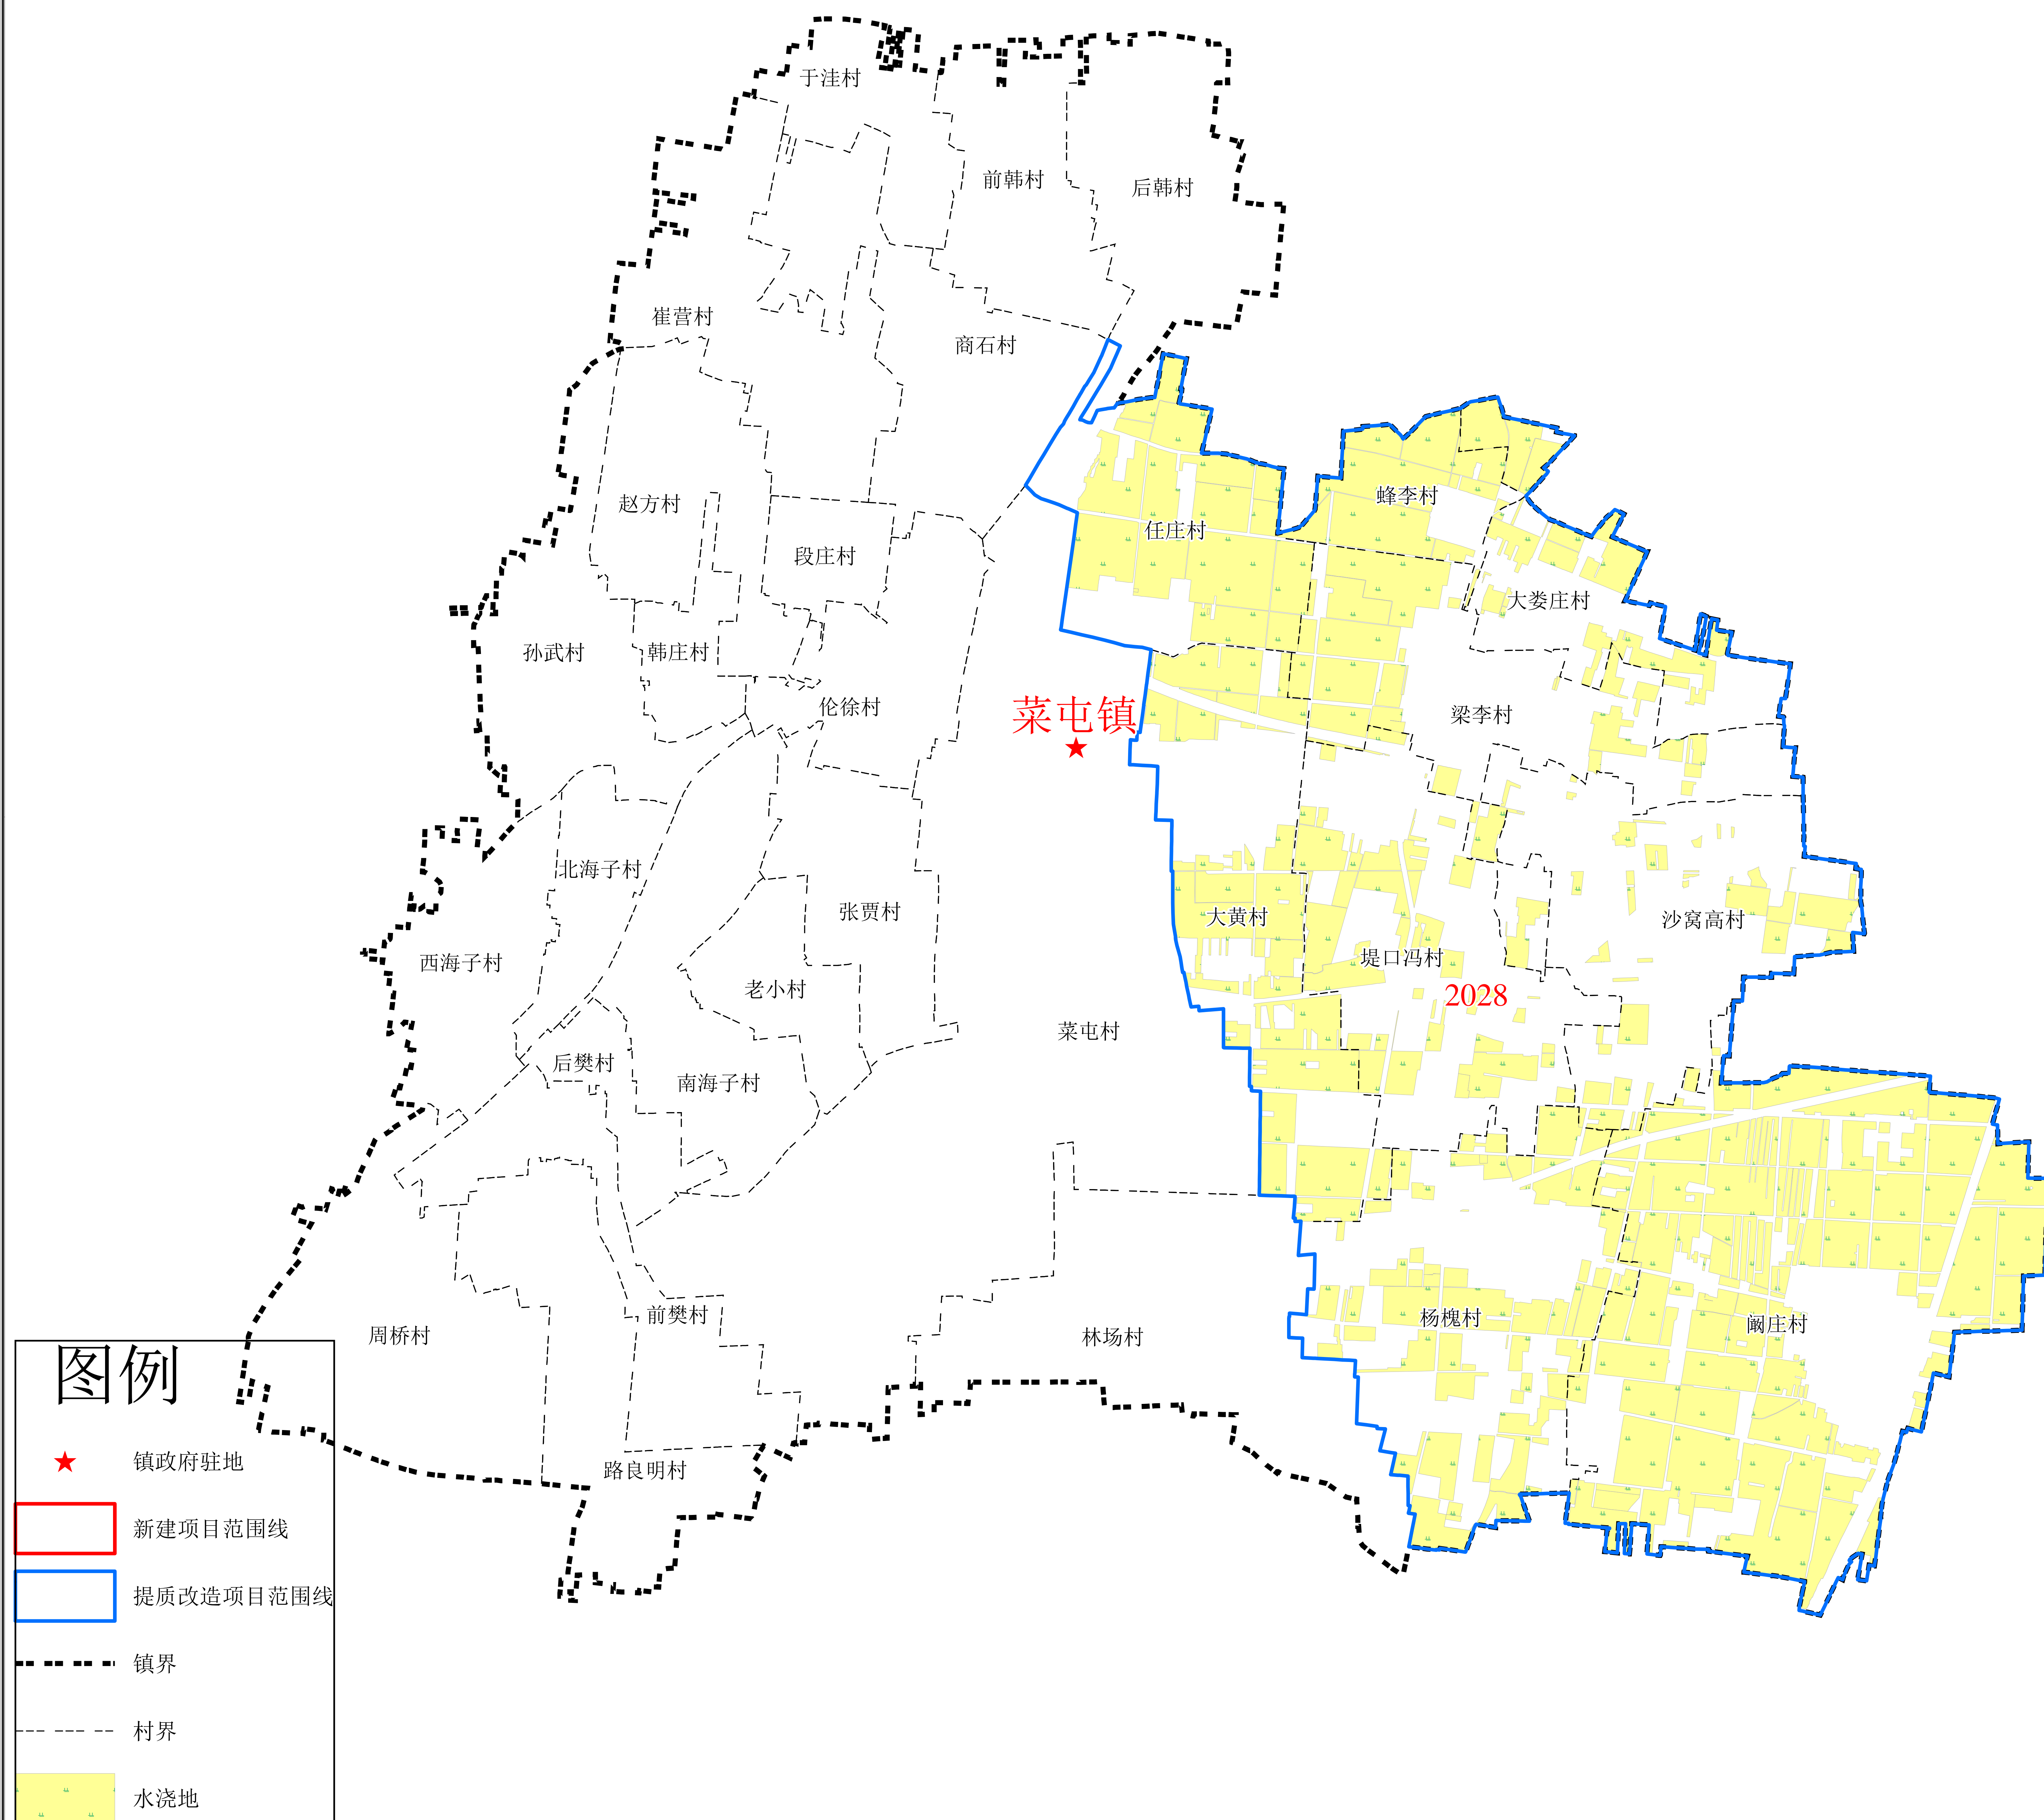 于洼村
前韩村
后韩村
崔营村
商石村
赵方村
蜂李村
任庄村
段庄村
大娄庄村
孙武村
韩庄村
伦徐村
菜屯镇
梁李村
北海子村
张贾村
大黄村
沙窝高村
西海子村
堤口冯村
老小村
2028
菜屯村
后樊村
南海子村
前樊村
杨槐村
阚庄村
周桥村
林场村
路良明村
图例
镇政府驻地
新建项目范围线
提质改造项目范围线
镇界
村界
水浇地